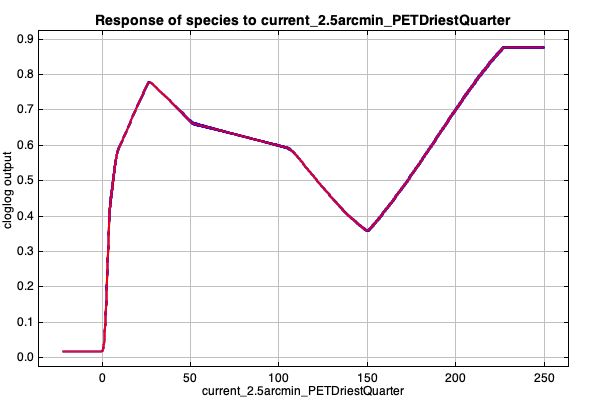 Response of species to current_2.5arcmin_PETDriestQuarter
0.9
0.8
0.7
0.6
0.5
0.4
0.3
0.2
0.1
0.0
cloglog output
0 50 100 150 200 250
current_2.5arcmin_PETDriestQuarter